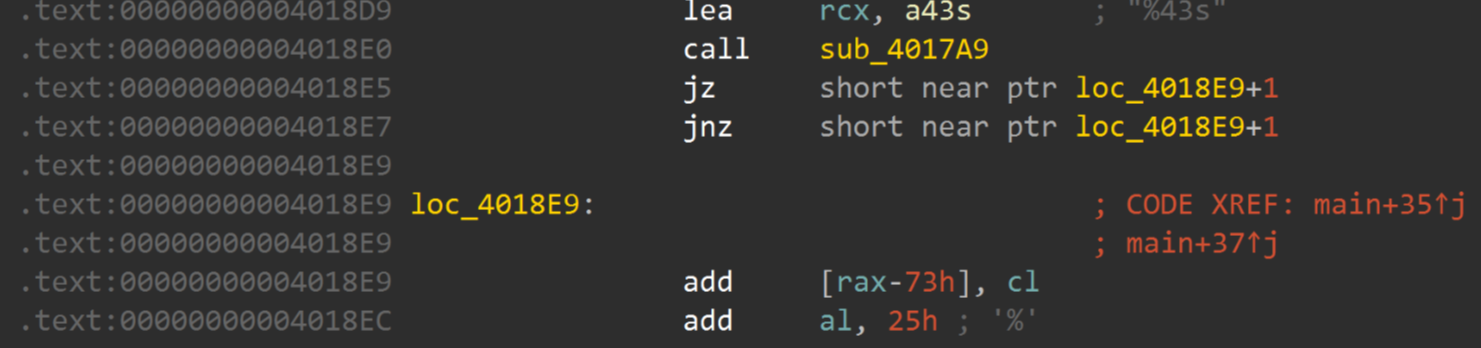 .text:00000000004018D9 lea rcx, a43s ; "%43s"
.text:00000000004018E0 call sub_4017A9
.text:00000000004018E5 jz short near ptr loc_4018E9+1
.text:00000000004018E7 jnz short near ptr loc_4018E9+1
.text:00000000004018E9
.text:00000000004018E9 loc_4018E9: ; CODE XREF: main+35↑j
.text:00000000004018E9 ; main+37↑j
.text:00000000004018E9 add [rax-73h], cl
.text:00000000004018EC add al, 25h ; '%'